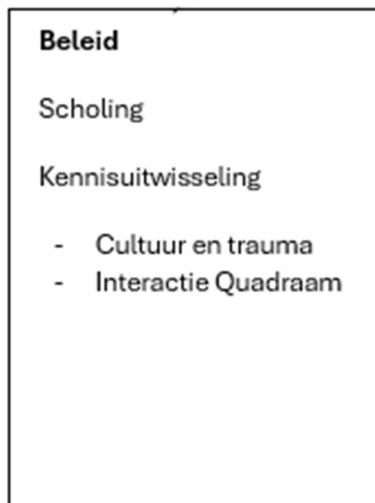 Beleid
Scholing
Kennisuitwisseling
- Cultuur en trauma
- Interactie Quadraam